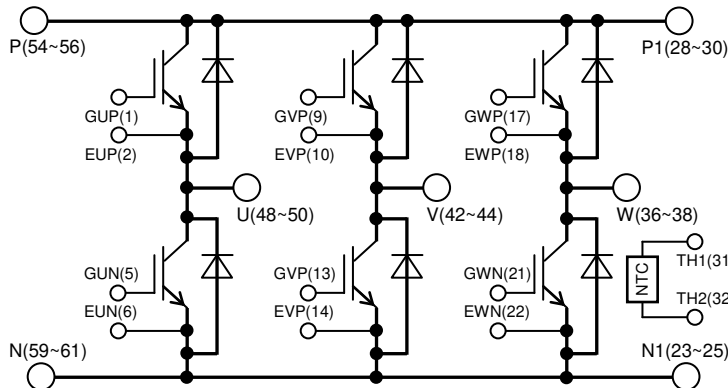 P(54~56)
P1(28~30)
GUP(1)
GVP(9)
GWP(17)
EUP(2)
EVP(10)
EWP(18)
U(48~50)
V(42~44)
W(36~38)
GUN(5)
GVP(13)
GWN(21)
NTC
TH1(31
EUN(6)
EVP(14)
EWN(22)
TH2(32
N(59~61)
N1(23~25)